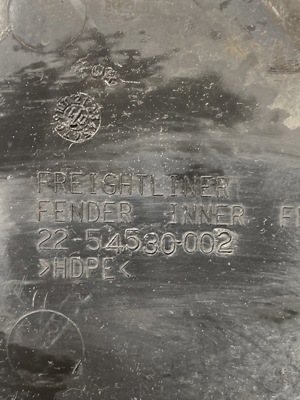 FREIGHTLINER
FENDER INNER F
22-54530-002
>HDPE<